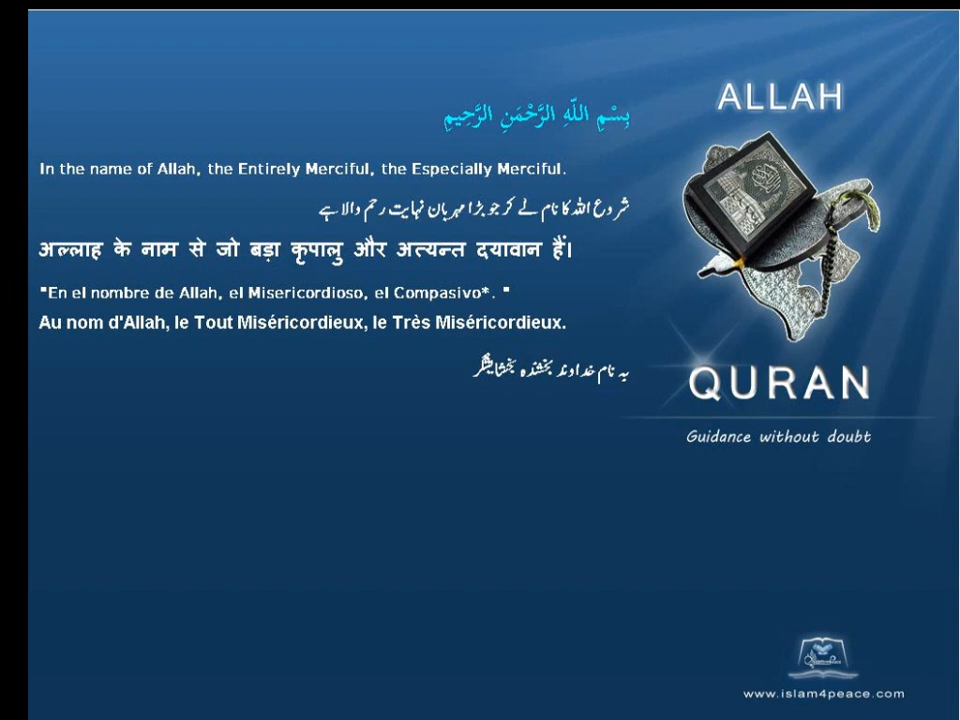 بِسْمِ اللّهِ الرَّحْمَنِ الرَّحِيمِ
In the name of Allah, the Entirely Merciful, the Especially Merciful.
شروع الله کا نام لے کر جو بڑا مہربان نہایت رحم والا ہے
अल्लाह के नाम से जो बड़ा कृपालु और अत्यन्त दयावान हैं।
"En el nombre de Allah, el Misericordioso, el Compasivo*. "
Au nom d'Allah, le Tout Miséricordieux, le Très Miséricordieux.
به نام خداوند بخشنده بخشایشگر
ALLAH
QURAN
Guidance without doubt
www.islam4peace.com